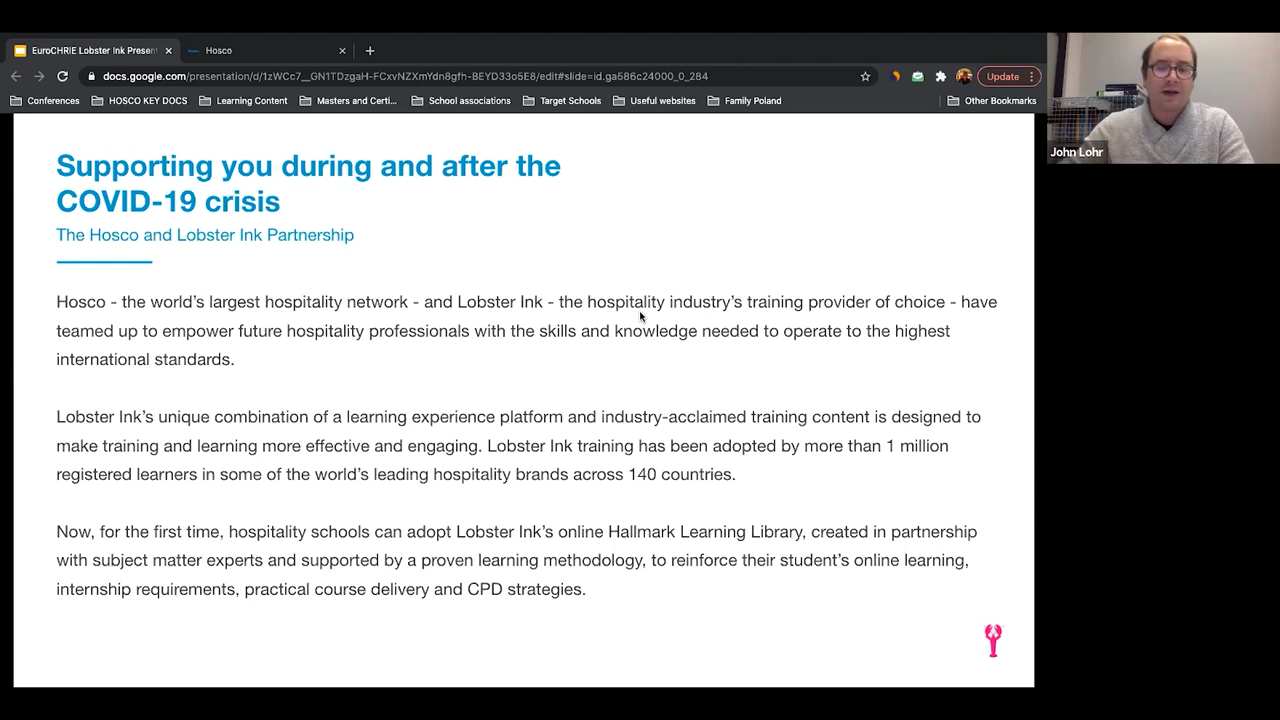 EuroCHRIE Lobster Ink Present
Hosco
docs.google.com/presentation/d/1zWCc7__GN1TDzgaH-FCxvNZXmYdn8gfh-BEYD33o5E8/edit#slide=id.ga586c24000_0_284
Update
Conferences
HOSCO KEY DOCS
Learning Content
Masters and Certi...
School associations
Target Schools
Useful websites
Family Poland
Other Bookmarks
John Lohr
Supporting you during and after the
COVID-19 crisis
The Hosco and Lobster Ink Partnership
Hosco - the world's largest hospitality network - and Lobster Ink - the hospitality industry's training provider of choice - have
teamed up to empower future hospitality professionals with the skills and knowledge needed to operate to the highest
international standards.
Lobster Ink's unique combination of a learning experience platform and industry-acclaimed training content is designed to
make training and learning more effective and engaging. Lobster Ink training has been adopted by more than 1 million
registered learners in some of the world's leading hospitality brands across 140 countries.
Now, for the first time, hospitality schools can adopt Lobster Ink's online Hallmark Learning Library, created in partnership
with subject matter experts and supported by a proven learning methodology, to reinforce their student's online learning,
internship requirements, practical course delivery and CPD strategies.